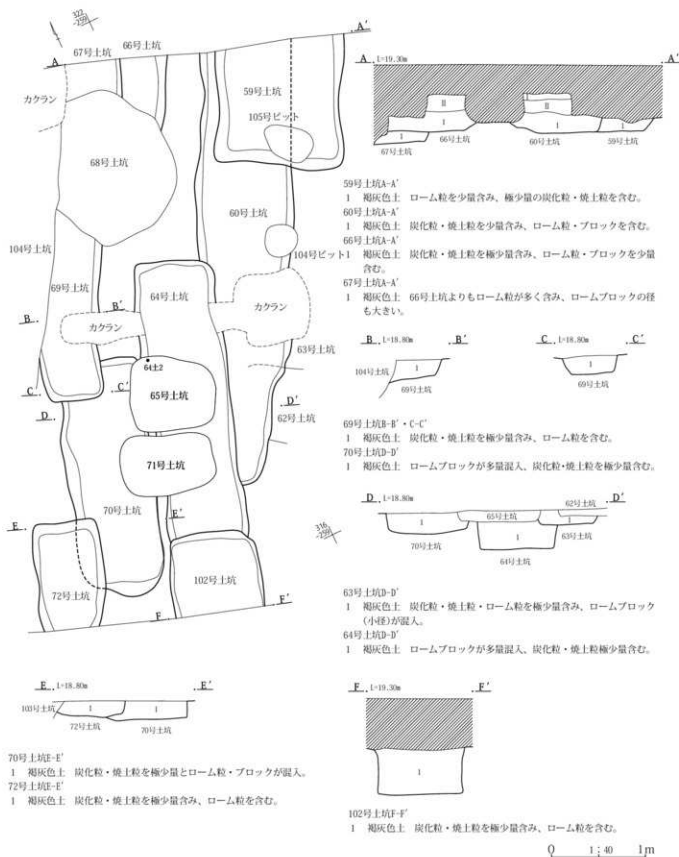 322
-259
67号土坑
66号土坑
A
A′
カクラン
59号土坑
105号ピット
68号土坑
60号土坑
104号土坑
69号土坑
104号ピット
64号土坑
B
B′
カクラン
カクラン
63号土坑
64土2
C
C′
65号土坑
D
D′
62号土坑
71号土坑
70号土坑
E
E′
316
-259
72号土坑
102号土坑
F
F′
A L=19.30m A′
Ⅱ
Ⅱ
1
1
1
1
67号土坑
66号土坑
60号土坑
59号土坑
59号土坑A-A′
1 褐灰色土 ローム粒を少量含み、極少量の炭化粒・焼土粒を含む。
60号土坑A-A′
1 褐灰色土 炭化粒・焼土粒を少量含み、ローム粒・ブロックを含む。
66号土坑A-A′
1 褐灰色土 炭化粒・焼土粒を極少量含み、ローム粒・ブロックを少量
含む。
67号土坑A-A′
1 褐灰色土 66号土坑よりもローム粒が多く含み、ロームブロックの径
も大きい。
B L=18.80m B′
C L=18.80m C′
104号土坑
1
69号土坑
1
69号土坑
69号土坑B-B′・C-C′
1 褐灰色土 炭化粒・焼土粒を極少量含み、ローム粒を含む。
70号土坑D-D′
1 褐灰色土 ロームブロックが多量混入、炭化粒・焼土粒を極少量含む。
D L=18.80m D′
62号土坑
1
65号土坑
1
1
70号土坑
63号土坑
64号土坑
63号土坑D-D′
1 褐灰色土 炭化粒・焼土粒・ローム粒を極少量含み、ロームブロック
(小径)が混入。
64号土坑D-D′
1 褐灰色土 ロームブロックが多量混入、炭化粒・焼土粒極少量含む。
E L=18.80m E′
103号土坑
1
1
72号土坑
70号土坑
70号土坑E-E′
1 褐灰色土 炭化粒・焼土粒を極少量とローム粒・ブロックが混入。
72号土坑E-E′
1 褐灰色土 炭化粒・焼土粒を極少量含み、ローム粒を含む。
F L=19.30m F′
1
102号土坑F-F′
1 褐灰色土 炭化粒・焼土粒を極少量含み、ローム粒を含む。
0 1:40 1m